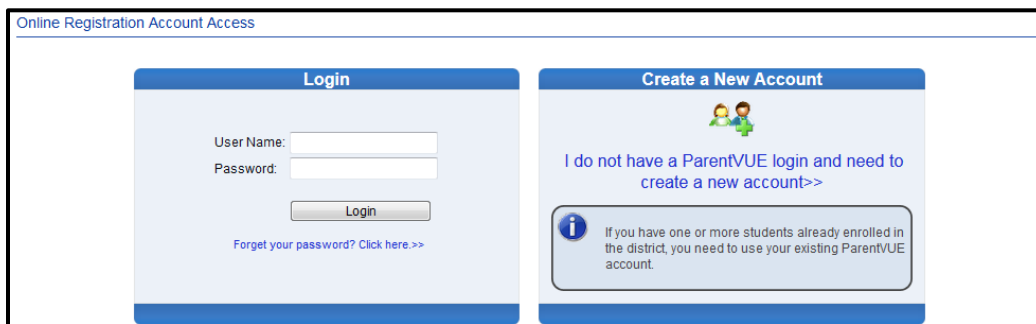 Online Registration Account Access
Login
User Name:
Password:
Login
Forget your password? Click here.>>
Create a New Account
I do not have a ParentVUE login and need to
create a new account>>
If you have one or more students already enrolled in
the district, you need to use your existing ParentVUE
account.